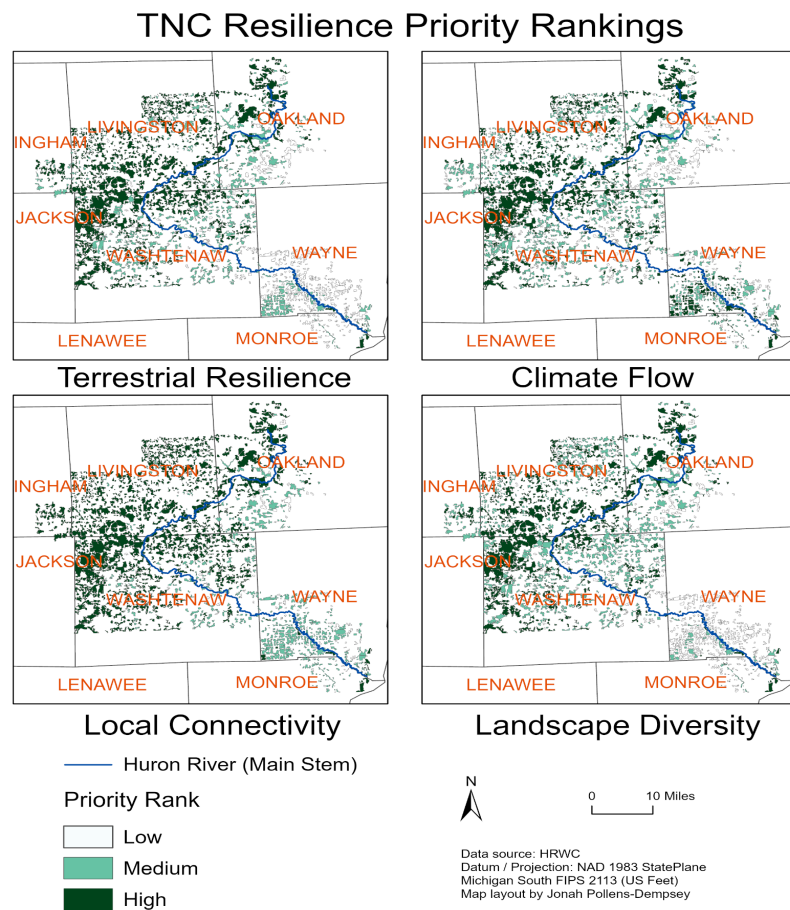 TNC Resilience Priority Rankings
LIVINGSTON
OAKLAND
INGHAM
JACKSON
WASHTENAW
WAYNE
LENAWEE
MONROE
LIVINGSTON
OAKLAND
INGHAM
JACKSON
WASHTENAW
WAYNE
LENAWEE
MONROE
Terrestrial Resilience
Climate Flow
LIVINGSTON
OAKLAND
INGHAM
JACKSON
WASHTENAW
WAYNE
LENAWEE
MONROE
LIVINGSTON
OAKLAND
INGHAM
JACKSON
WASHTENAW
WAYNE
LENAWEE
MONROE
Local Connectivity
Landscape Diversity
Huron River (Main Stem)
Priority Rank
Low
Medium
High
N
0 10 Miles
Data source: HRWC
Datum / Projection: NAD 1983 StatePlane
Michigan South FIPS 2113 (US Feet)
Map layout by Jonah Pollens-Dempsey